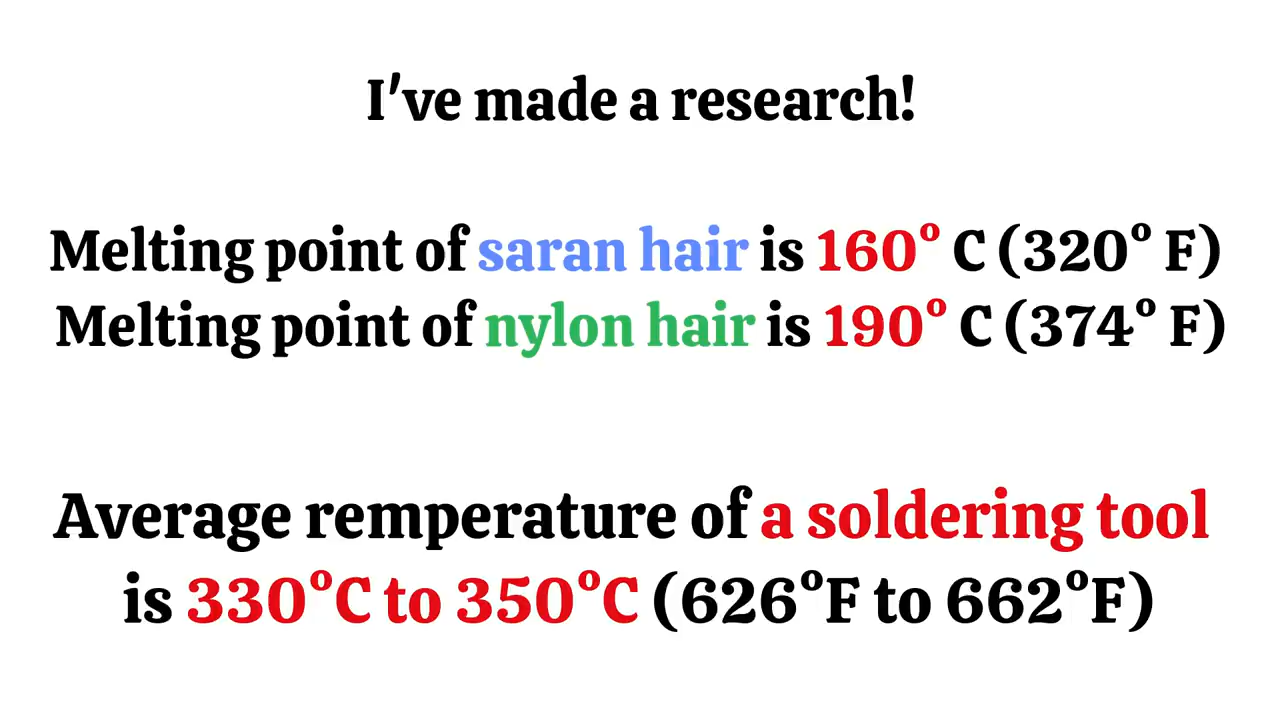 I've made a research!
Melting point of saran hair is 160° C (320° F)
Melting point of nylon hair is 190° C (374° F)
Average remperature of a soldering tool
is 330°C to 350°C (626°F to 662°F)